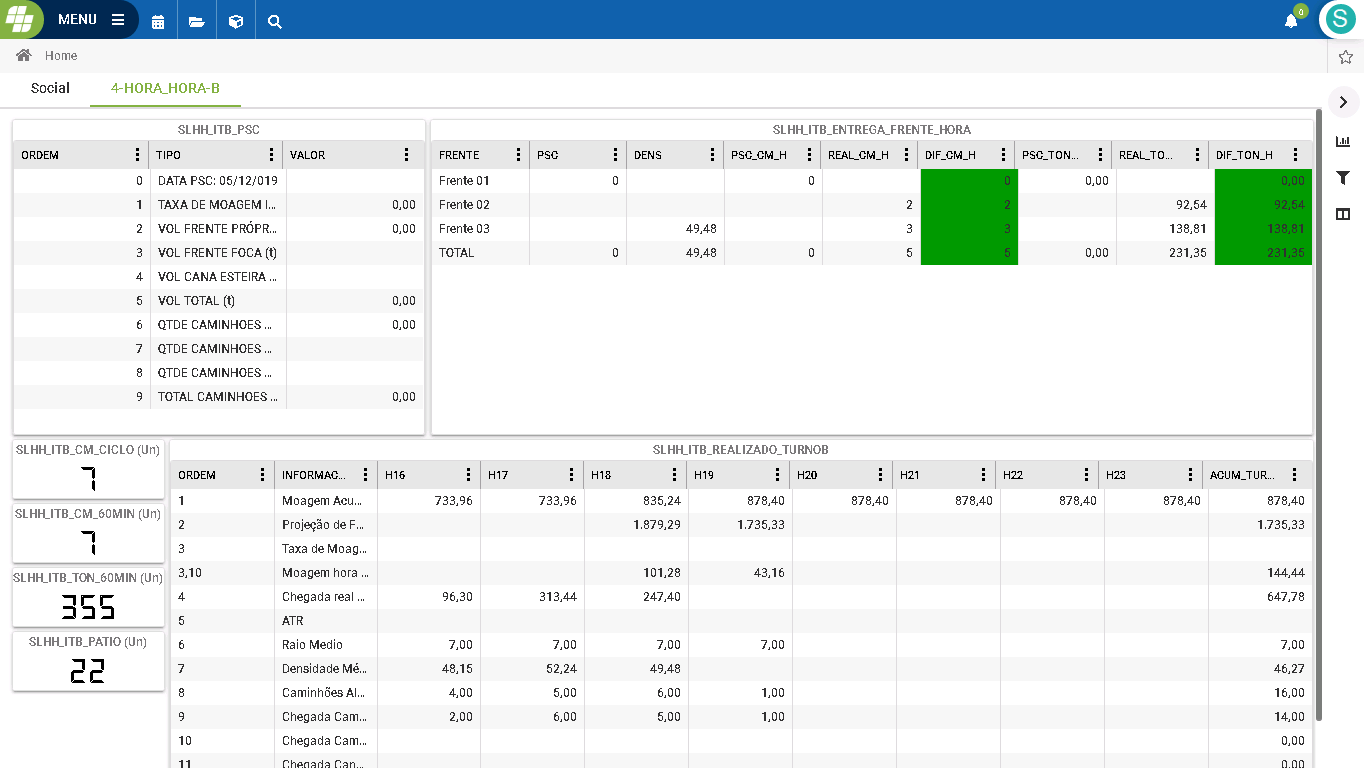 MENU
0
S
Home
Social 4-HORA_HORA-B
SLHH_ITB_PSC
ORDEM TIPO VALOR
0 DATA PSC: 05/12/019
1 TAXA DE MOAGEM I... 0,00
2 VOL FRENTE PRÓPR... 0,00
3 VOL FRENTE FOCA (t)
4 VOL CANA ESTEIRA ...
5 VOL TOTAL (t) 0,00
6 QTDE CAMINHOES ... 0,00
7 QTDE CAMINHOES ...
8 QTDE CAMINHOES ...
9 TOTAL CAMINHOES ... 0,00
SLHH_ITB_ENTREGA_FRENTE_HORA
FRENTE PSC DENS PSC_CM_H REAL_CM_H DIF_CM_H PSC_TON... REAL_TO... DIF_TON_H
Frente 01 0 0 0 0,00 0,00
Frente 02 2 2 92,54 92,54
Frente 03 49,48 3 3 138,81 138,81
TOTAL 0 49,48 0 5 5 0,00 231,35 231,35
SLHH_ITB_CM_CICLO (Un)
7
SLHH_ITB_CM_60MIN (Un)
7
SLHH_ITB_TON_60MIN (Un)
355
SLHH_ITB_PATIO (Un)
22
SLHH_ITB_REALIZADO_TURNOB
ORDEM INFORMAC... H16 H17 H18 H19 H20 H21 H22 H23 ACUM_TUR...
1 Moagem Acu... 733,96 733,96 835,24 878,40 878,40 878,40 878,40 878,40 878,40
2 Projeção de F... 1.879,29 1.735,33 1.735,33
3 Taxa de Moag...
3,10 Moagem hora ... 101,28 43,16 144,44
4 Chegada real ... 96,30 313,44 247,40 647,78
5 ATR
6 Raio Medio 7,00 7,00 7,00 7,00 7,00
7 Densidade Mé... 48,15 52,24 49,48 46,27
8 Caminhões Al... 4,00 5,00 6,00 1,00 16,00
9 Chegada Cam... 2,00 6,00 5,00 1,00 14,00
10 Chegada Cam... 0,00
11 Chegada Can... 0,00